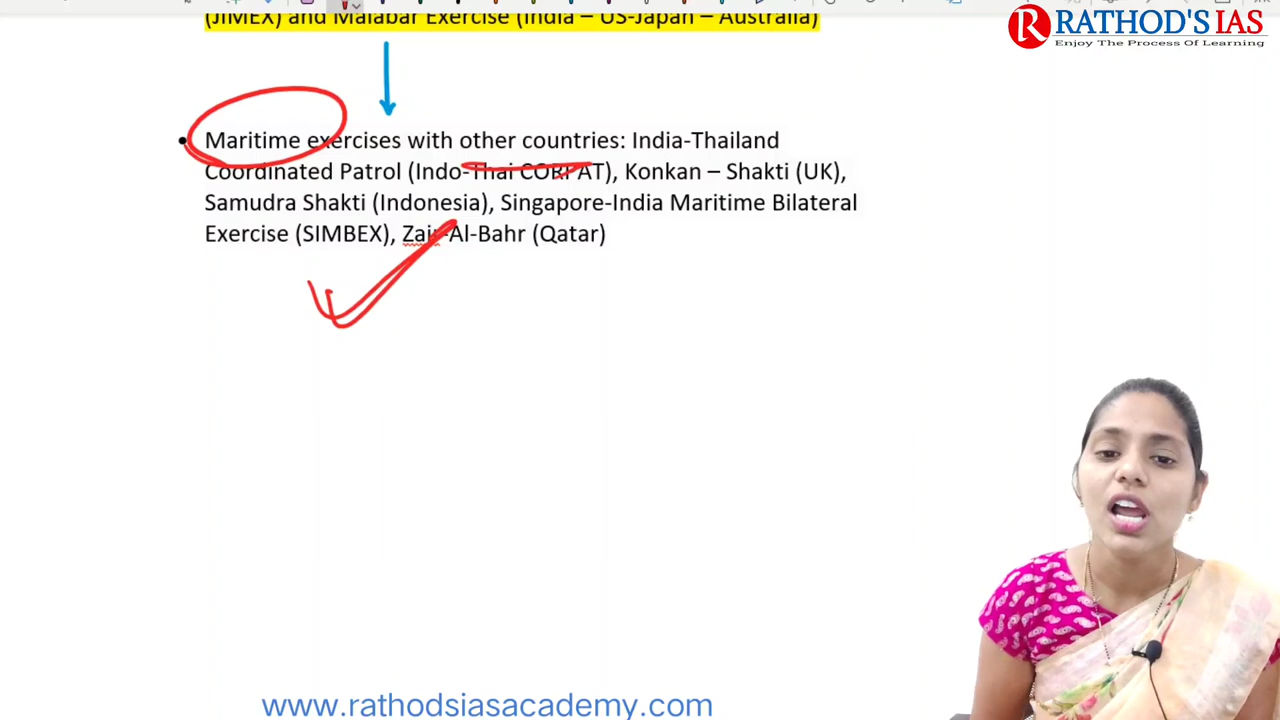 (JIMEX) and Malabar Exercise (India – US-Japan – Australia)
RATHOD'S IAS
Enjoy The Process Of Learning
• Maritime exercises with other countries: India-Thailand
Coordinated Patrol (Indo-Thai CORPAT), Konkan – Shakti (UK),
Samudra Shakti (Indonesia), Singapore-India Maritime Bilateral
Exercise (SIMBEX), Zair-Al-Bahr (Qatar)
www.rathodsiasacademy.com